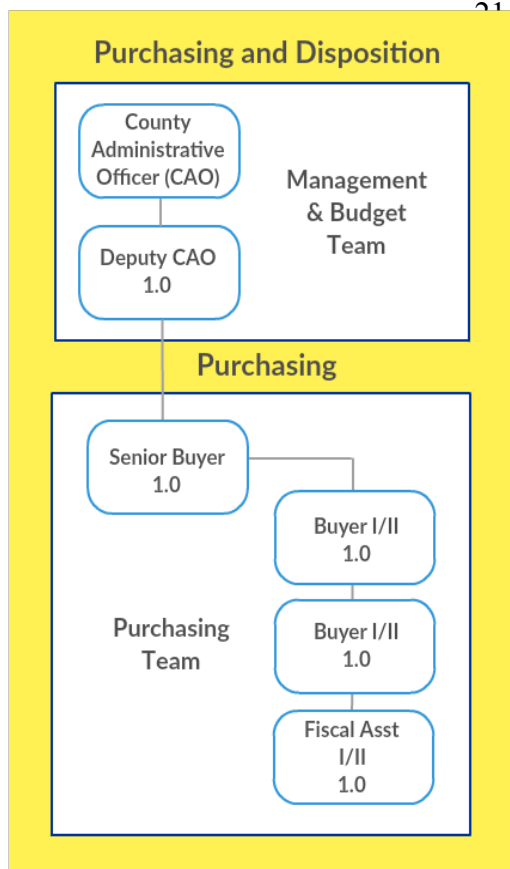 21
Purchasing and Disposition
County
Administrative
Officer (CAO)
Management
& Budget
Team
Deputy CAO
1.0
Purchasing
Senior Buyer
1.0
Buyer I/II
1.0
Purchasing
Team
Buyer I/II
1.0
Fiscal Asst
I/II
1.0